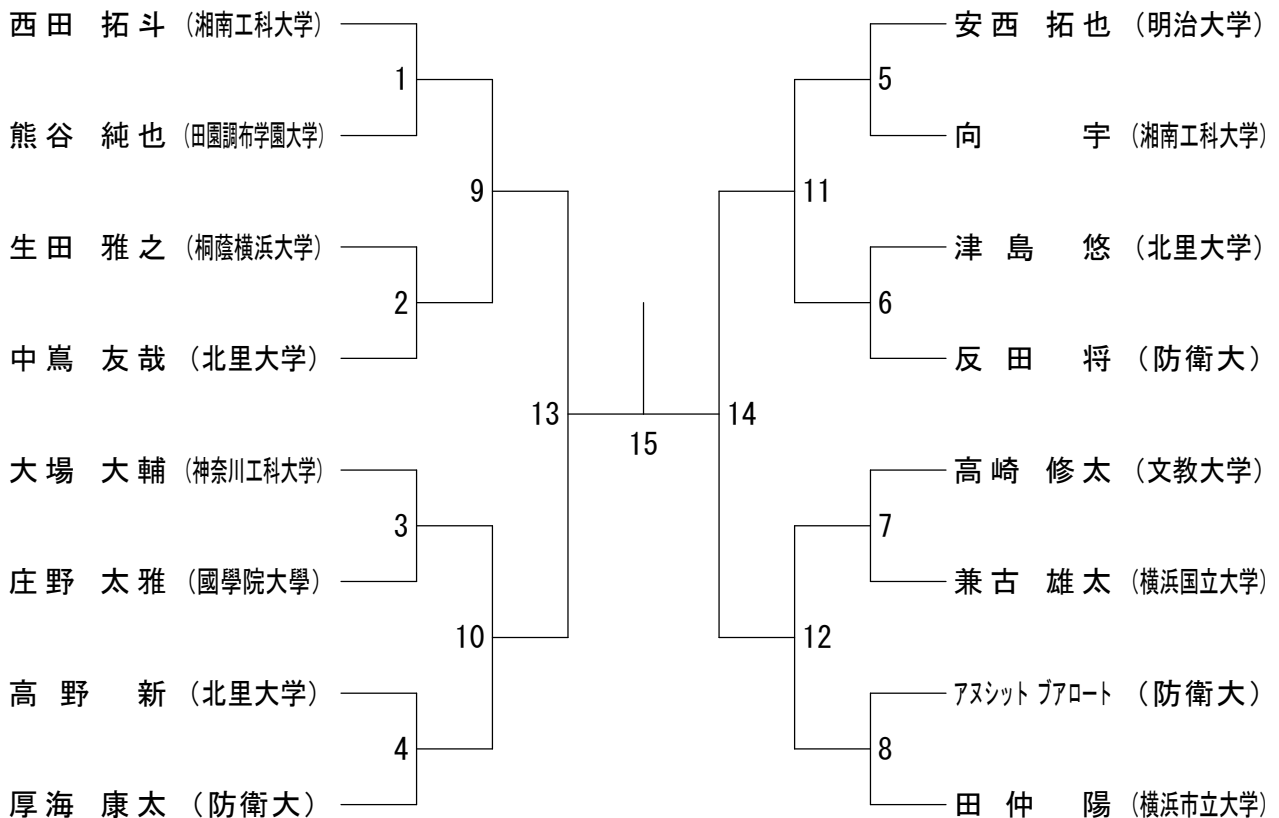 西田 拓斗 (湘南工科大学)
1
熊谷 純也 (田園調布学園大学)
9
生田 雅之 (桐蔭横浜大学)
2
中嶌 友哉 (北里大学)
13
大場 大輔 (神奈川工科大学)
3
庄野 太雅 (國學院大學)
10
高野 新 (北里大学)
4
厚海 康太 (防衛大)
15
安西 拓也 (明治大学)
5
向 宇 (湘南工科大学)
11
津島 悠 (北里大学)
6
反田 将 (防衛大)
14
高崎 修太 (文教大学)
7
兼古 雄太 (横浜国立大学)
12
アヌシット ブアロート (防衛大)
8
田仲 陽 (横浜市立大学)